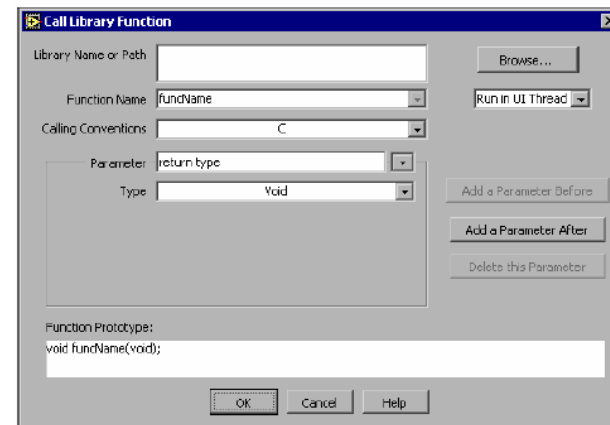 Call Library Function
Library Name or Path
Browse...
Function Name
funcName
Run in UI Thread
Calling Conventions
C
Parameter
return type
Type
Void
Add a Parameter Before
Add a Parameter After
Delete this Parameter
Function Prototype:
void funcName(void);
OK
Cancel
Help